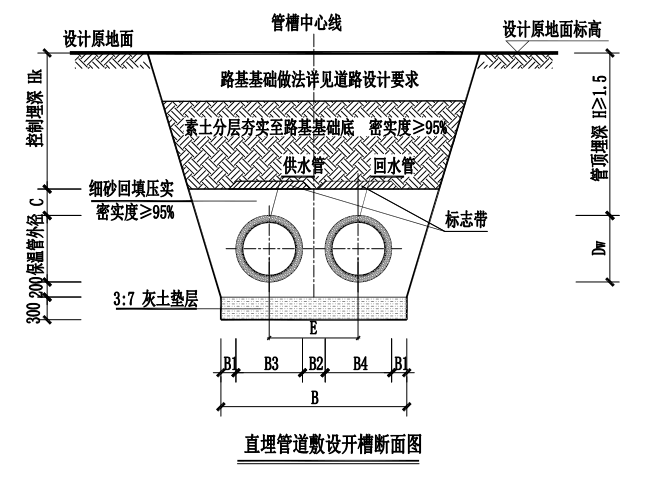 管槽中心线
设计原地面
设计原地面标高
路基基础做法详见道路设计要求
素土分层夯实至路基基础底 密实度≥95%
供水管
回水管
细砂回填压实
密实度≥95%
标志带
3:7 灰土垫层
控制埋深 Hk
C
保温管外径
200
300
管顶埋深 H≥1.5
Dw
E
B1
B3
B2
B4
B1
B
直埋管道敷设开槽断面图